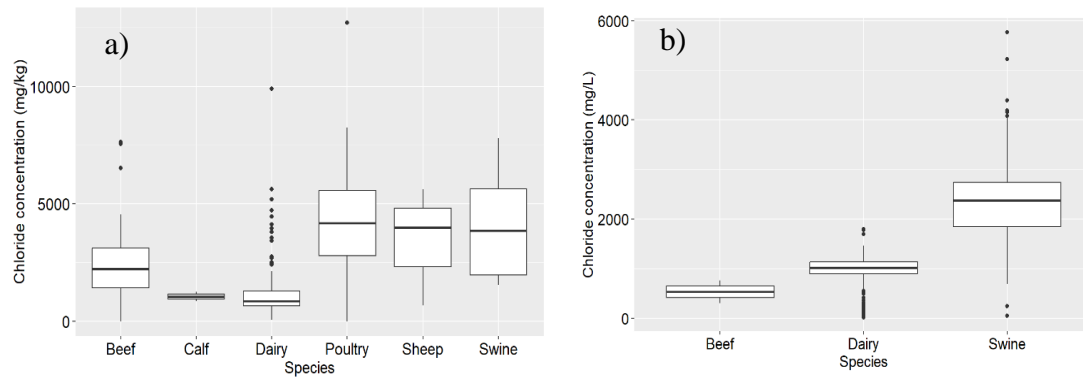 a)
Chloride concentration (mg/kg)
10000
5000
0
Beef Calf Dairy Poultry Sheep Swine
Species
b)
Chloride concentration (mg/L)
6000
4000
2000
0
Beef Dairy Swine
Species